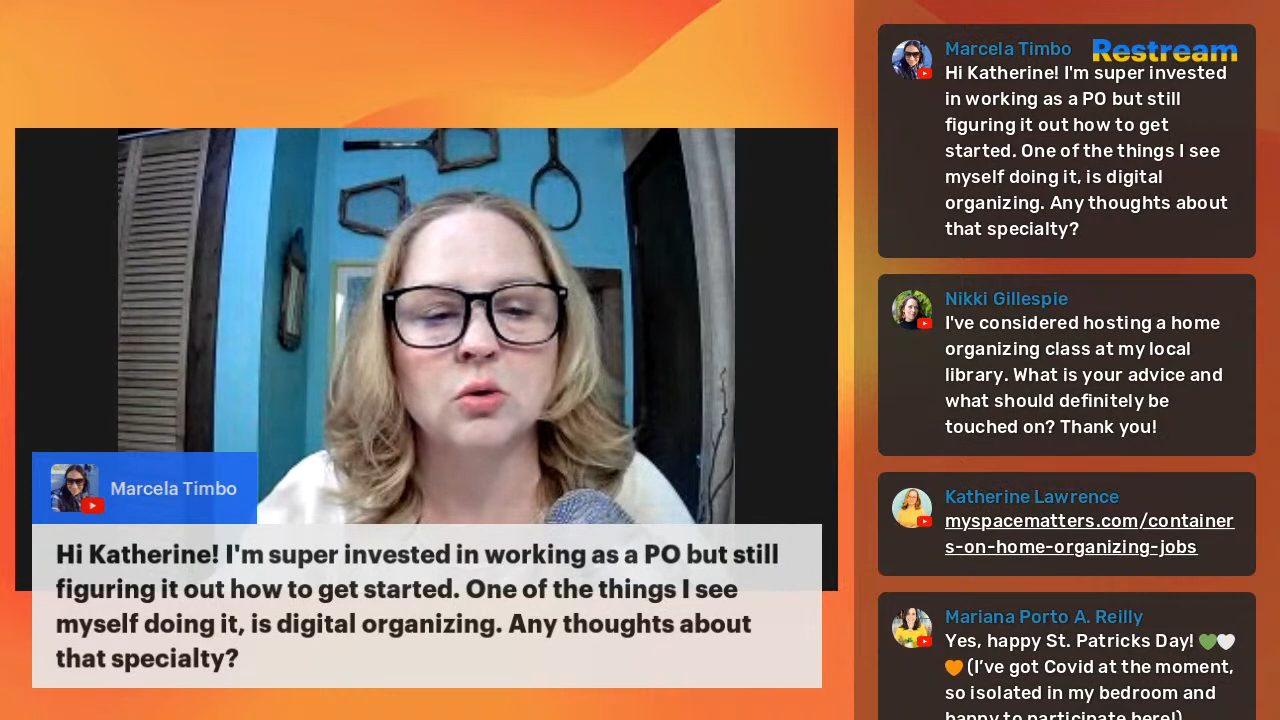 Marcela Timbo
Hi Katherine! I'm super invested in working as a PO but still
figuring it out how to get started. One of the things I see
myself doing it, is digital organizing. Any thoughts about
that specialty?
Restream
Marcela Timbo
Hi Katherine! I'm super invested
in working as a PO but still
figuring it out how to get
started. One of the things I see
myself doing it, is digital
organizing. Any thoughts about
that specialty?
Nikki Gillespie
I've considered hosting a home
organizing class at my local
library. What is your advice and
what should definitely be
touched on? Thank you!
Katherine Lawrence
myspacematters.com/container
s-on-home-organizing-jobs
Mariana Porto A. Reilly
Yes, happy St. Patricks Day! 💚🤍
🧡 (I’ve got Covid at the moment,
so isolated in my bedroom and
happy to participate here!)